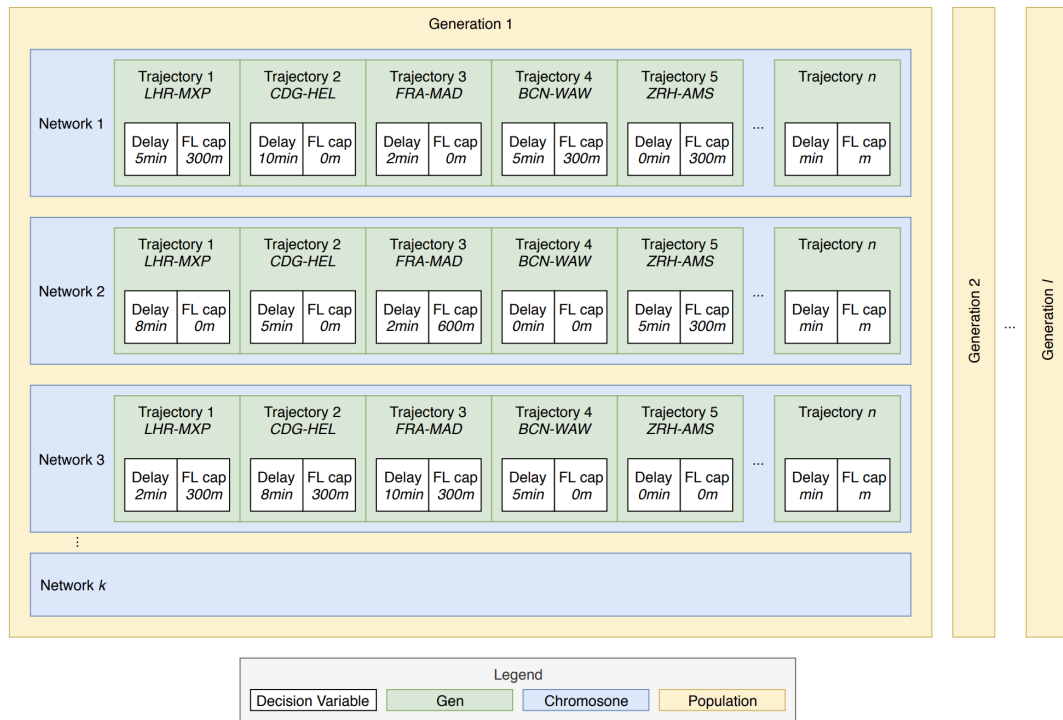 Generation 1
Network 1
Trajectory 1
LHR-MXP
Delay
5min
FL cap
300m
Trajectory 2
CDG-HEL
Delay
10min
FL cap
0m
Trajectory 3
FRA-MAD
Delay
2min
FL cap
0m
Trajectory 4
BCN-WAW
Delay
5min
FL cap
300m
Trajectory 5
ZRH-AMS
Delay
0min
FL cap
300m
...
Trajectory n
Delay
min
FL cap
m
Network 2
Trajectory 1
LHR-MXP
Delay
8min
FL cap
0m
Trajectory 2
CDG-HEL
Delay
5min
FL cap
0m
Trajectory 3
FRA-MAD
Delay
2min
FL cap
600m
Trajectory 4
BCN-WAW
Delay
0min
FL cap
0m
Trajectory 5
ZRH-AMS
Delay
5min
FL cap
300m
...
Trajectory n
Delay
min
FL cap
m
Network 3
Trajectory 1
LHR-MXP
Delay
2min
FL cap
300m
Trajectory 2
CDG-HEL
Delay
8min
FL cap
300m
Trajectory 3
FRA-MAD
Delay
10min
FL cap
300m
Trajectory 4
BCN-WAW
Delay
5min
FL cap
0m
Trajectory 5
ZRH-AMS
Delay
0min
FL cap
0m
...
Trajectory n
Delay
min
FL cap
m
...
Network k
Generation 2
...
Generation l
Legend
Decision Variable
Gen
Chromosone
Population